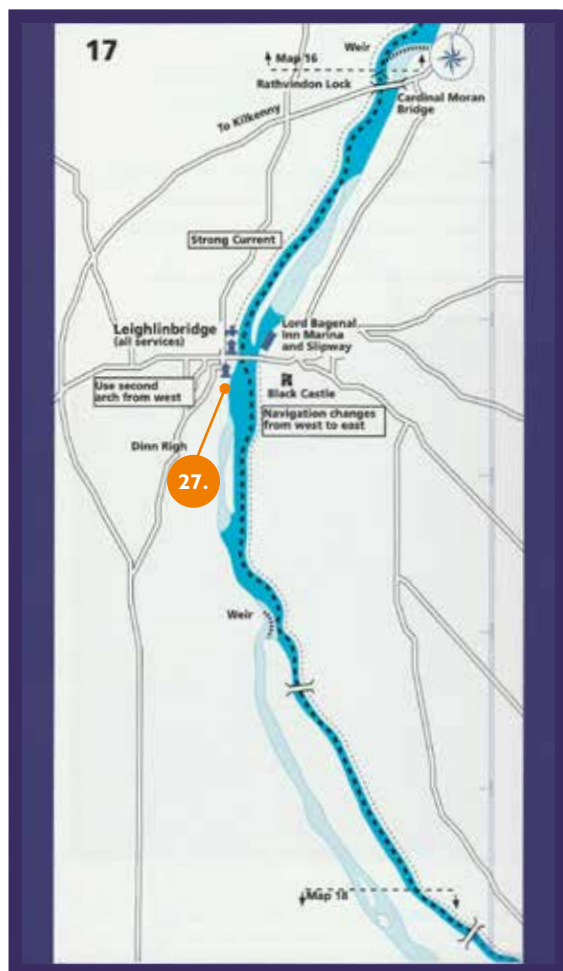 17
Weir
Map 16
Rathvindon Lock
Cardinal Moran
Bridge
To Kilkenny
Strong Current
Leighlinbridge
(all services)
Lord Bagenal
Inn Marina
and Slipway
Use second
arch from west
Black Castle
Navigation changes
from west to east
Dinn Righ
27.
Weir
Map 18